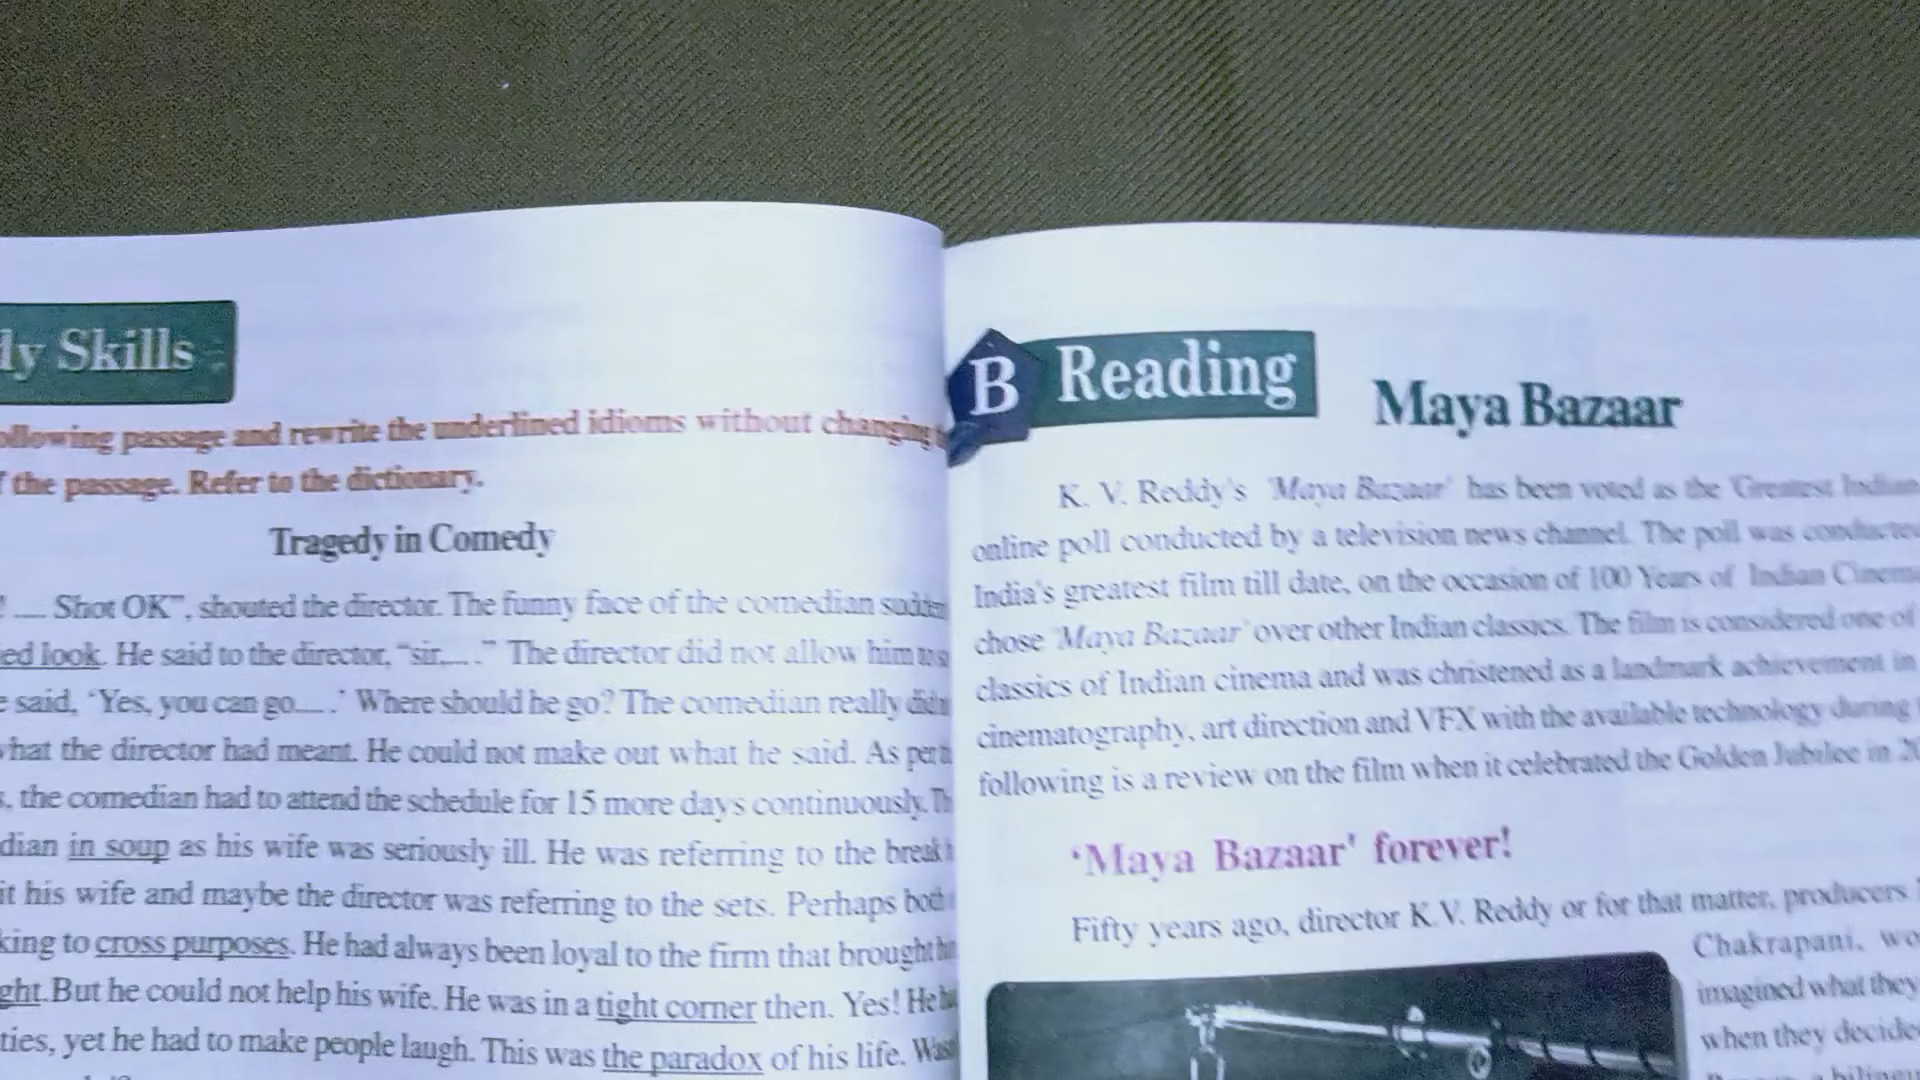 ly Skills
ollowing passage and rewrite the underlined idioms without changing
f the passage. Refer to the dictionary.
Tragedy in Comedy
! .... Shot OK", shouted the director. The funny face of the comedian sudden
ed look. He said to the director, "sir,.... ." The director did not allow him to s
e said, 'Yes, you can go.... .' Where should he go? The comedian really didn
what the director had meant. He could not make out what he said. As per
s, the comedian had to attend the schedule for 15 more days continuously. Th
dian in soup as his wife was seriously ill. He was referring to the break
it his wife and maybe the director was referring to the sets. Perhaps both
king to cross purposes. He had always been loyal to the firm that brought
ght. But he could not help his wife. He was in a tight corner then. Yes! He
ties, yet he had to make people laugh. This was the paradox of his life. Was
B Reading
Maya Bazaar
K. V. Reddy's 'Maya Bazaar' has been voted as the 'Greatest Indian
online poll conducted by a television news channel. The poll was conducted
India's greatest film till date, on the occasion of 100 Years of Indian Cinema
chose 'Maya Bazaar' over other Indian classics. The film is considered one of
classics of Indian cinema and was christened as a landmark achievement in
cinematography, art direction and VFX with the available technology during
following is a review on the film when it celebrated the Golden Jubilee in 20
'Maya Bazaar' forever!
Fifty years ago, director K.V. Reddy or for that matter, producers
Chakrapani, wo
imagined what they
when they decide